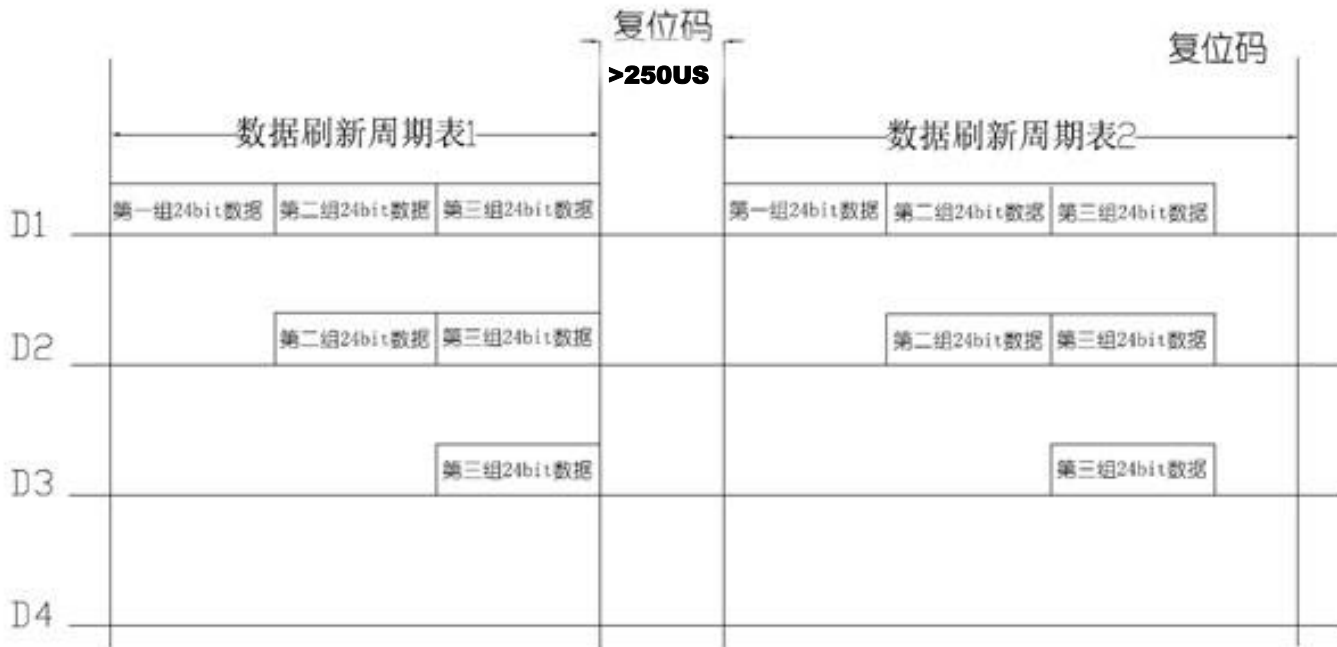 复位码
>250US
复位码
数据刷新周期表1
数据刷新周期表2
D1 第一组24bit数据 第二组24bit数据 第三组24bit数据 第一组24bit数据 第二组24bit数据 第三组24bit数据
D2 第二组24bit数据 第三组24bit数据 第二组24bit数据 第三组24bit数据
D3 第三组24bit数据 第三组24bit数据
D4